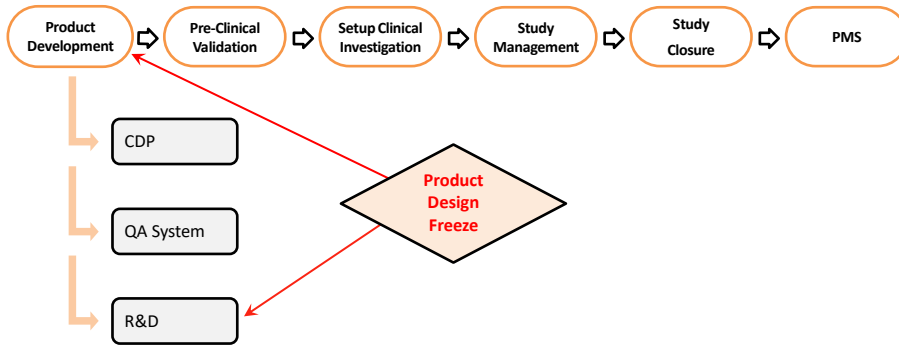 Product
Development
Pre-Clinical
Validation
Setup Clinical
Investigation
Study
Management
Study
Closure
PMS
CDP
QA System
R&D
Product
Design
Freeze